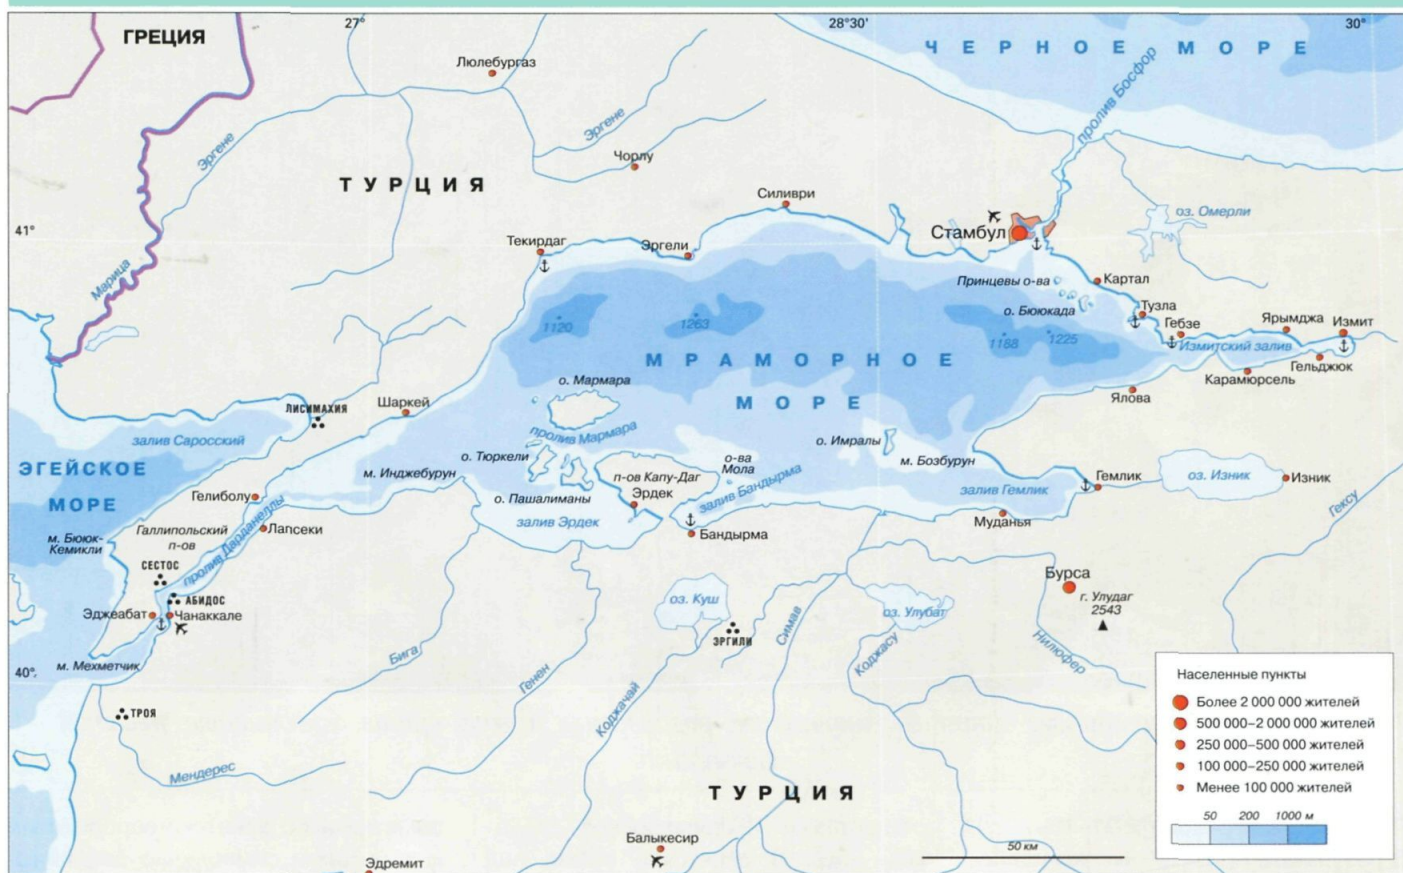 27°
28°30'
30°
ГРЕЦИЯ
ЧЕРНОЕ МОРЕ
Люлебургаз
пролив Босфор
Эргене
Эргене
Чорлу
ТУРЦИЯ
Силиври
оз. Омерли
41°
Стамбул
Текирдаг
Эргели
Марица
Принцевы о-ва
Картал
о. Бююкада
Тузла
Гебзе
Ярымджа
Измит
1120
1263
1188
1225
Измитский залив
МРАМОРНОЕ
МОРЕ
Гельджюк
Карамюрсель
о. Мармара
Ялова
Шаркей
ЛИСИМАХИЯ
пролив Мармара
залив Саросский
о. Имралы
о. Тюркели
о-ва
Мола
м. Бозбурун
ЭГЕЙСКОЕ
МОРЕ
м. Инджебурун
п-ов Капу-Даг
Эрдек
залив Бандырма
Гемлик
оз. Изник
Изник
Гелиболу
о. Пашалиманы
залив Гемлик
Гексу
Галлипольский
п-ов
пролив Дарданеллы
Лапсеки
залив Эрдек
Муданья
м. Бююк-
Кемикли
Бандырма
СЕСТОС
Бурса
АБИДОС
оз. Куш
оз. Улубат
г. Улудаг
2543
Эджеабат
Чанаккале
ЭРГИЛИ
Симав
Коджасу
Нилюфер
м. Мехметчик
Бига
Генен
40°
Коджачай
ТРОЯ
Мендерес
ТУРЦИЯ
Балыкесир
Эдремит
50 км
Населенные пункты
Более 2 000 000 жителей
500 000–2 000 000 жителей
250 000–500 000 жителей
100 000–250 000 жителей
Менее 100 000 жителей
50 200 1000 м